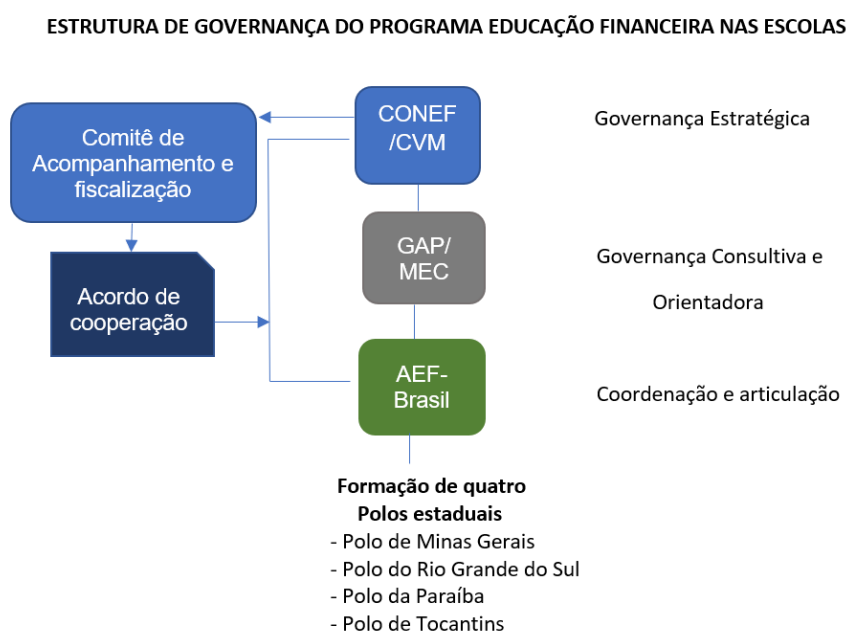 ESTRUTURA DE GOVERNANÇA DO PROGRAMA EDUCAÇÃO FINANCEIRA NAS ESCOLAS
CONEF
/CVM
Governança Estratégica
Comitê de
Acompanhamento e
fiscalização
GAP/
MEC
Governança Consultiva e
Orientadora
Acordo de
cooperação
AEF-
Brasil
Coordenação e articulação
Formação de quatro
Polos estaduais
- Polo de Minas Gerais
- Polo do Rio Grande do Sul
- Polo da Paraíba
- Polo de Tocantins